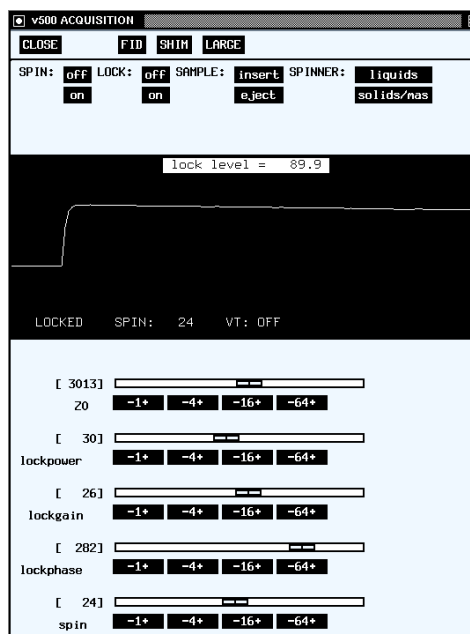 v500 ACQUISITION
CLOSE FID SHIM LARGE
SPIN: off LOCK: off SAMPLE: insert SPINNER: liquids
on on eject solids/mas
lock level = 89.9
LOCKED SPIN: 24 VT: OFF
[ 3013]
Z0 -1+ -4+ -16+ -64+
[ 30]
lockpower -1+ -4+ -16+ -64+
[ 26]
lockgain -1+ -4+ -16+ -64+
[ 282]
lockphase -1+ -4+ -16+ -64+
[ 24]
spin -1+ -4+ -16+ -64+